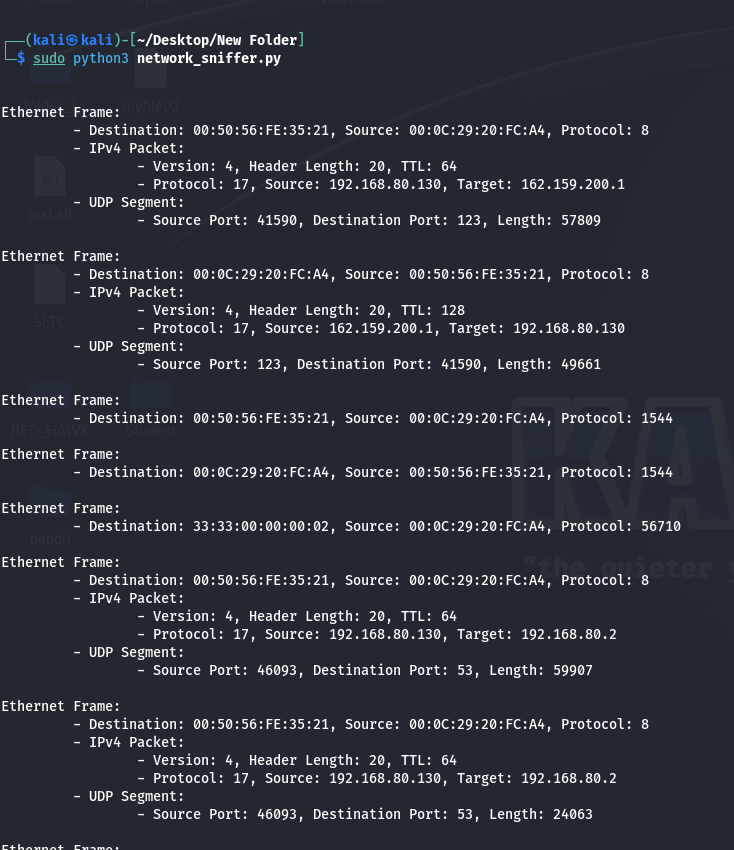 (kali㉿kali)-[~/Desktop/New Folder]
$ sudo python3 network_sniffer.py
Ethernet Frame:
- Destination: 00:50:56:FE:35:21, Source: 00:0C:29:20:FC:A4, Protocol: 8
- IPv4 Packet:
- Version: 4, Header Length: 20, TTL: 64
- Protocol: 17, Source: 192.168.80.130, Target: 162.159.200.1
- UDP Segment:
- Source Port: 41590, Destination Port: 123, Length: 57809
Ethernet Frame:
- Destination: 00:0C:29:20:FC:A4, Source: 00:50:56:FE:35:21, Protocol: 8
- IPv4 Packet:
- Version: 4, Header Length: 20, TTL: 128
- Protocol: 17, Source: 162.159.200.1, Target: 192.168.80.130
- UDP Segment:
- Source Port: 123, Destination Port: 41590, Length: 49661
Ethernet Frame:
- Destination: 00:50:56:FE:35:21, Source: 00:0C:29:20:FC:A4, Protocol: 1544
Ethernet Frame:
- Destination: 00:0C:29:20:FC:A4, Source: 00:50:56:FE:35:21, Protocol: 1544
Ethernet Frame:
- Destination: 33:33:00:00:00:02, Source: 00:0C:29:20:FC:A4, Protocol: 56710
Ethernet Frame:
- Destination: 00:50:56:FE:35:21, Source: 00:0C:29:20:FC:A4, Protocol: 8
- IPv4 Packet:
- Version: 4, Header Length: 20, TTL: 64
- Protocol: 17, Source: 192.168.80.130, Target: 192.168.80.2
- UDP Segment:
- Source Port: 46093, Destination Port: 53, Length: 59907
Ethernet Frame:
- Destination: 00:50:56:FE:35:21, Source: 00:0C:29:20:FC:A4, Protocol: 8
- IPv4 Packet:
- Version: 4, Header Length: 20, TTL: 64
- Protocol: 17, Source: 192.168.80.130, Target: 192.168.80.2
- UDP Segment:
- Source Port: 46093, Destination Port: 53, Length: 24063
Ethernet Frame:
myfile02
text.sh
SLTC
RED_HAWK
Student
bandit
KA
"the quieter